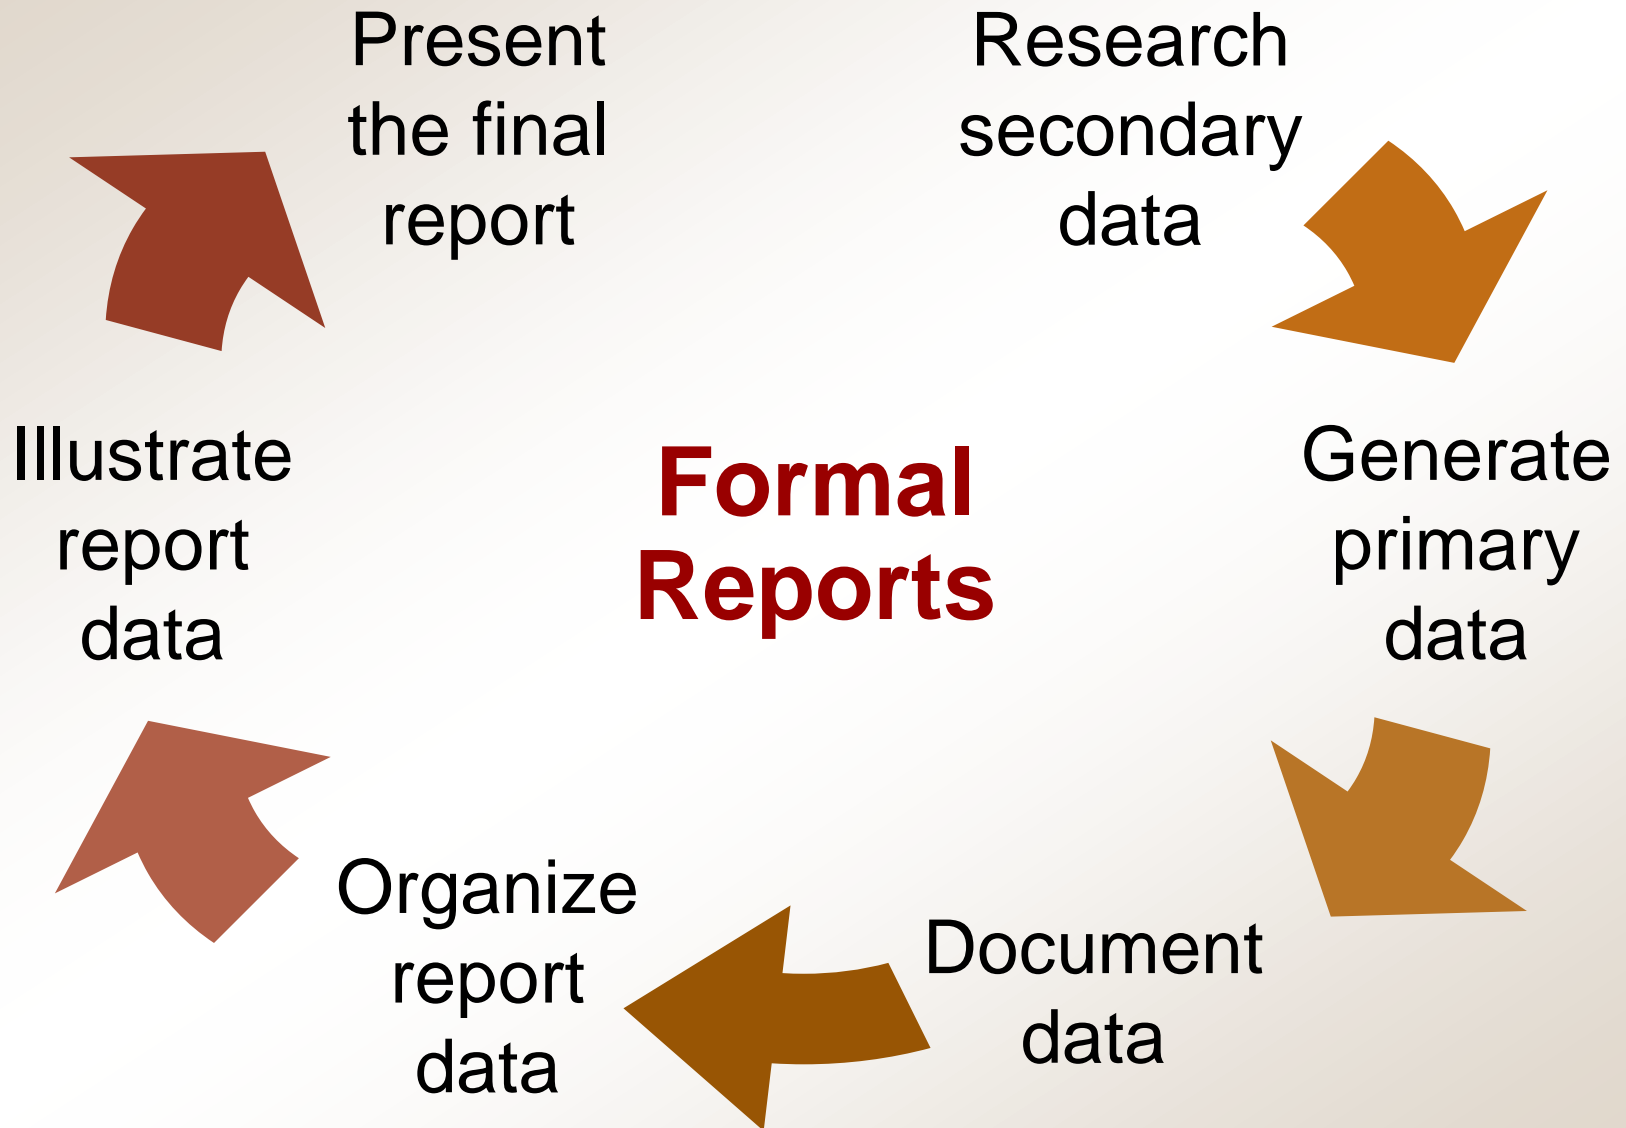 Present
the final
report
Research
secondary
data
Illustrate
report
data
Formal
Reports
Generate
primary
data
Organize
report
data
Document
data